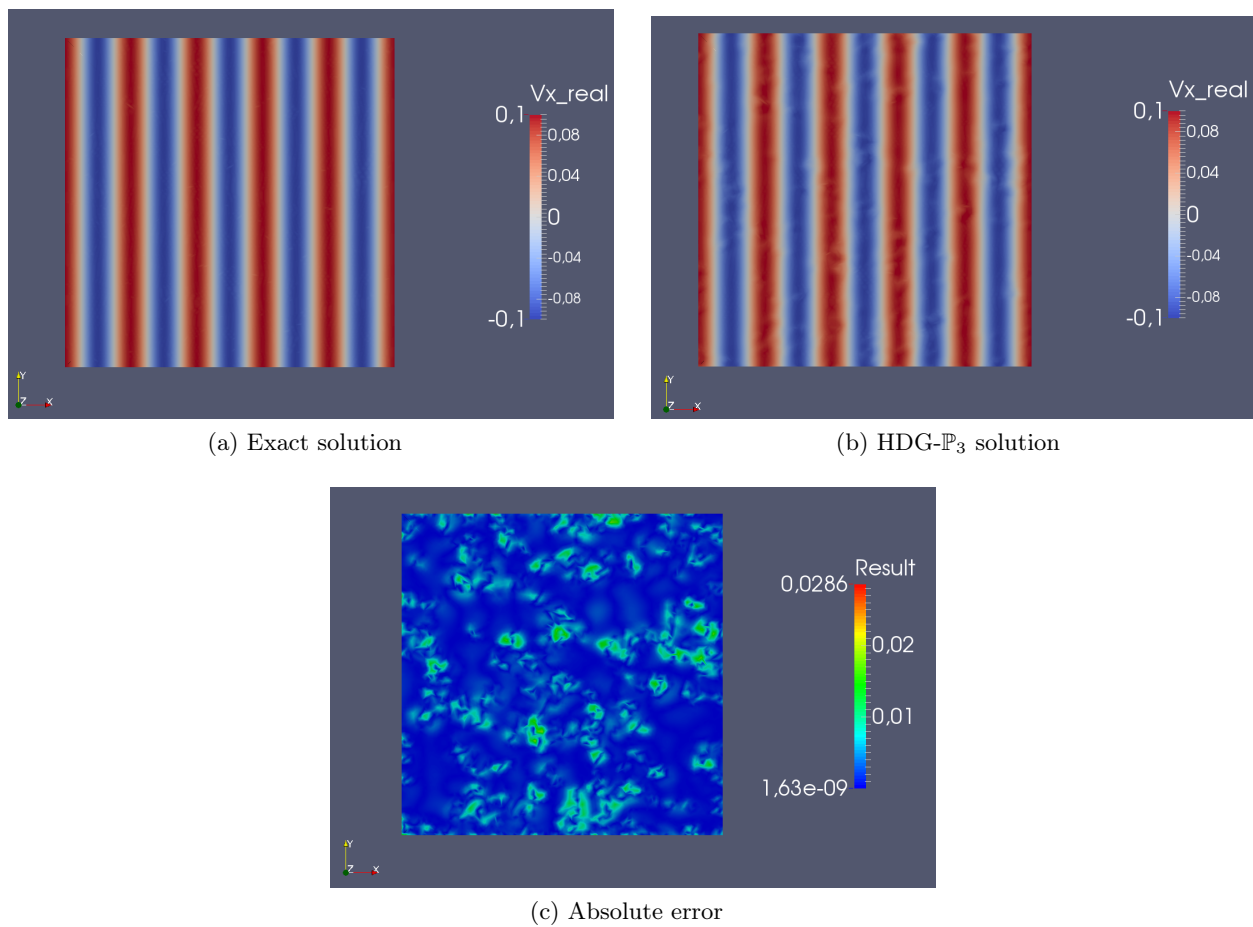 Vx_real
0,1
0,08
0,04
0
-0,04
-0,08
-0,1
Y
Z X
(a) Exact solution
Vx_real
0,1
0,08
0,04
0
-0,04
-0,08
-0,1
Y
Z X
(b) HDG-ℙ₃ solution
Result
0,0286
0,02
0,01
1,63e-09
Y
Z X
(c) Absolute error